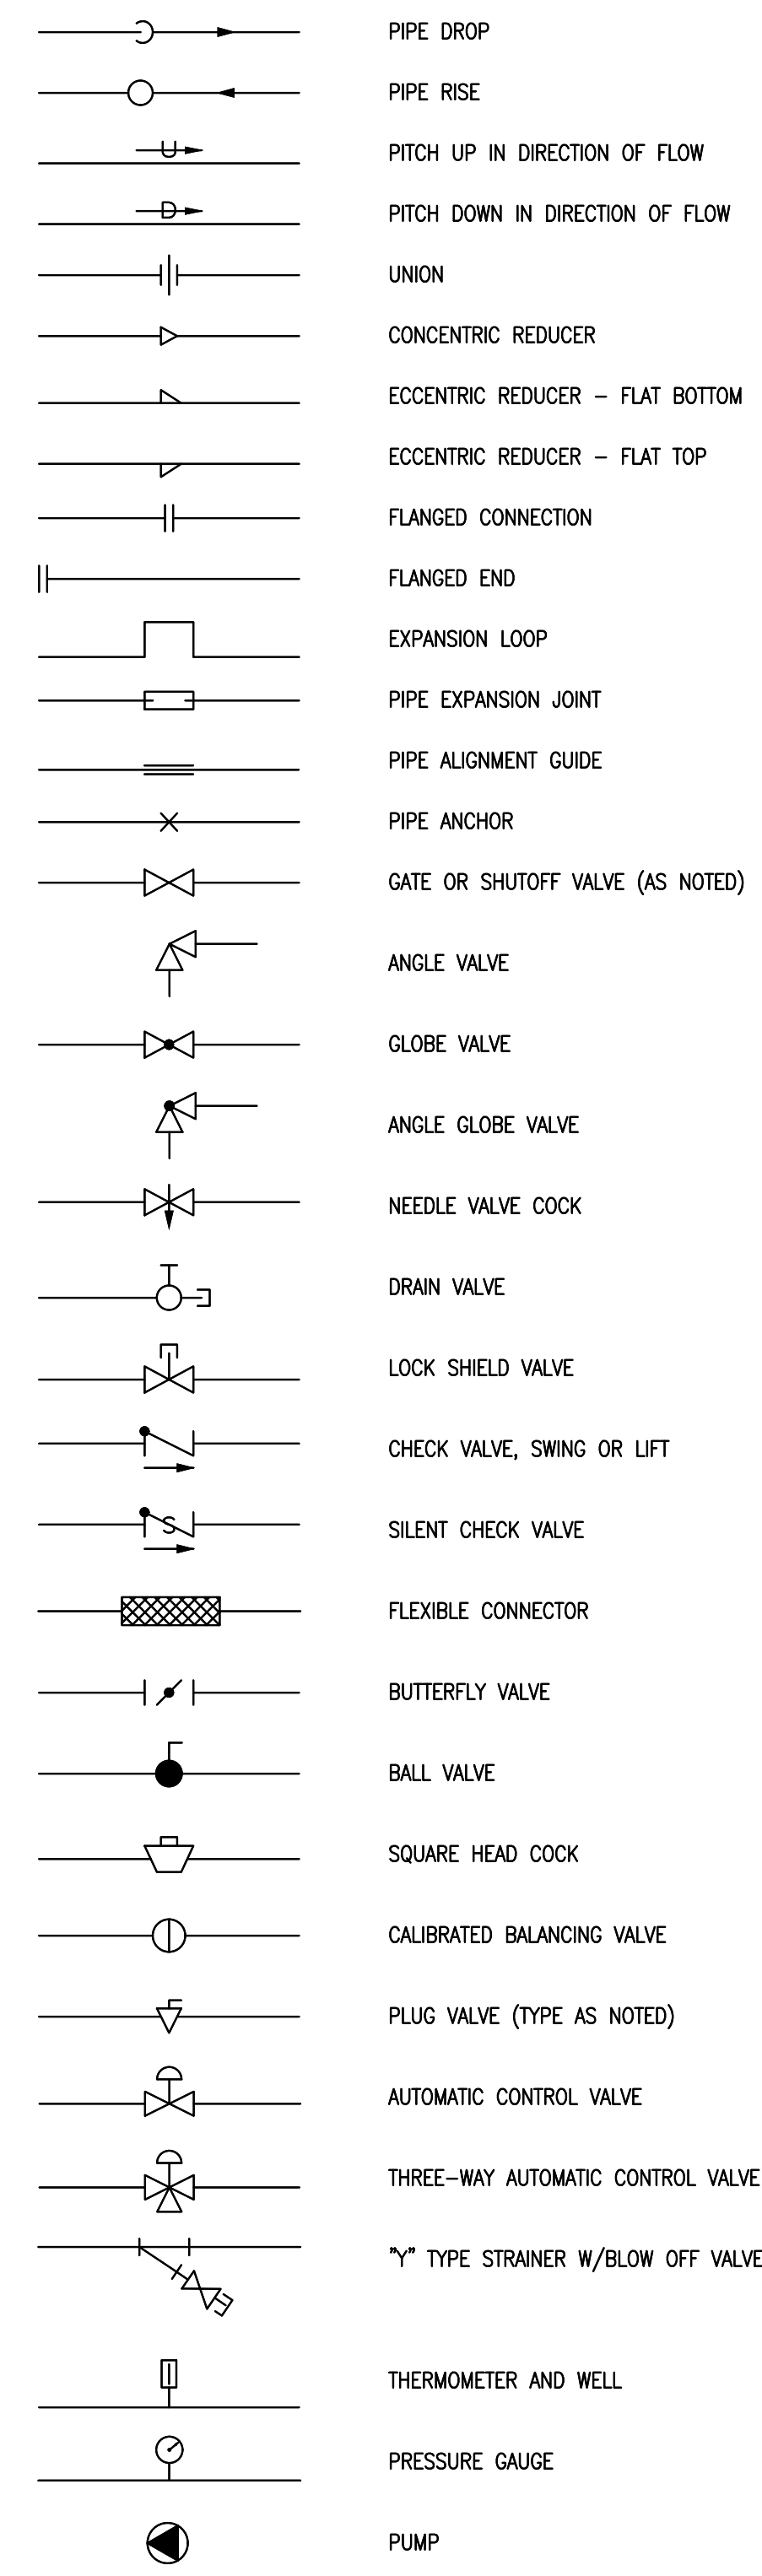 PIPE DROP
PIPE RISE
U
PITCH UP IN DIRECTION OF FLOW
D
PITCH DOWN IN DIRECTION OF FLOW
UNION
CONCENTRIC REDUCER
ECCENTRIC REDUCER – FLAT BOTTOM
ECCENTRIC REDUCER – FLAT TOP
FLANGED CONNECTION
FLANGED END
EXPANSION LOOP
PIPE EXPANSION JOINT
PIPE ALIGNMENT GUIDE
PIPE ANCHOR
GATE OR SHUTOFF VALVE (AS NOTED)
ANGLE VALVE
GLOBE VALVE
ANGLE GLOBE VALVE
NEEDLE VALVE COCK
DRAIN VALVE
LOCK SHIELD VALVE
CHECK VALVE, SWING OR LIFT
S
SILENT CHECK VALVE
FLEXIBLE CONNECTOR
BUTTERFLY VALVE
BALL VALVE
SQUARE HEAD COCK
CALIBRATED BALANCING VALVE
PLUG VALVE (TYPE AS NOTED)
AUTOMATIC CONTROL VALVE
THREE–WAY AUTOMATIC CONTROL VALVE
"Y" TYPE STRAINER W/BLOW OFF VALVE
THERMOMETER AND WELL
PRESSURE GAUGE
PUMP